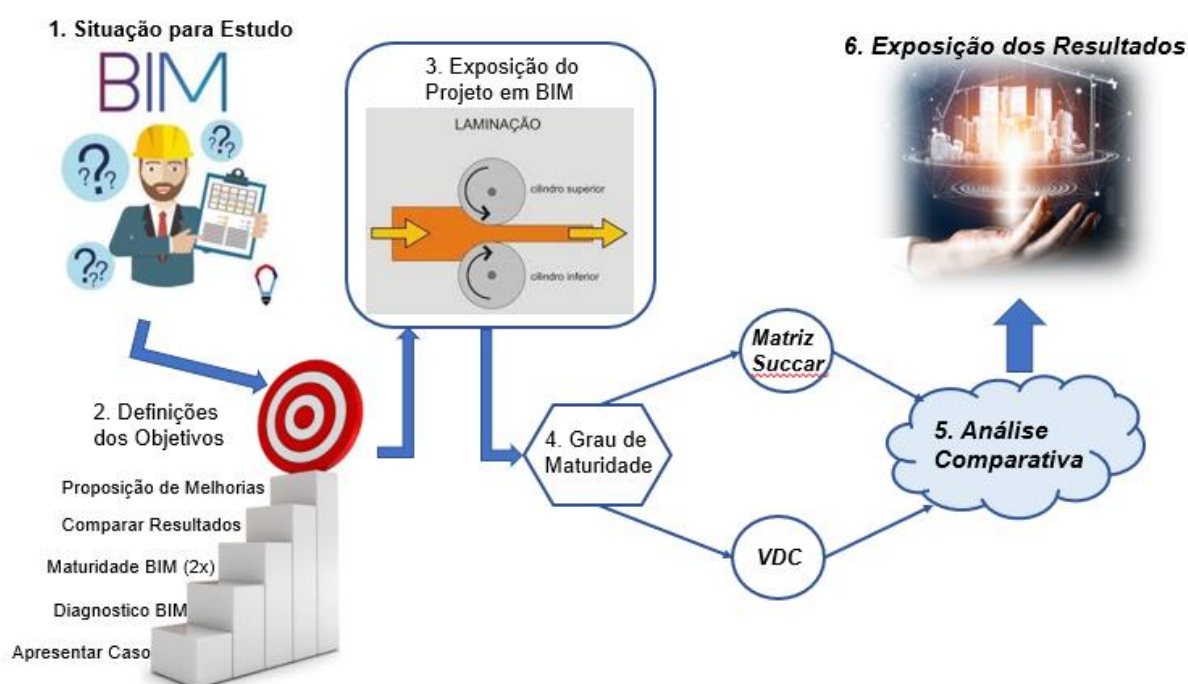 1. Situação para Estudo
BIM
??
?
???
???
???
2. Definições
dos Objetivos
Proposição de Melhorias
Comparar Resultados
Maturidade BIM (2x)
Diagnostico BIM
Apresentar Caso
3. Exposição do
Projeto em BIM
LAMINAÇÃO
cilindro superior
cilindro inferior
4. Grau de
Maturidade
Matriz
Succar
VDC
5. Análise
Comparativa
6. Exposição dos Resultados